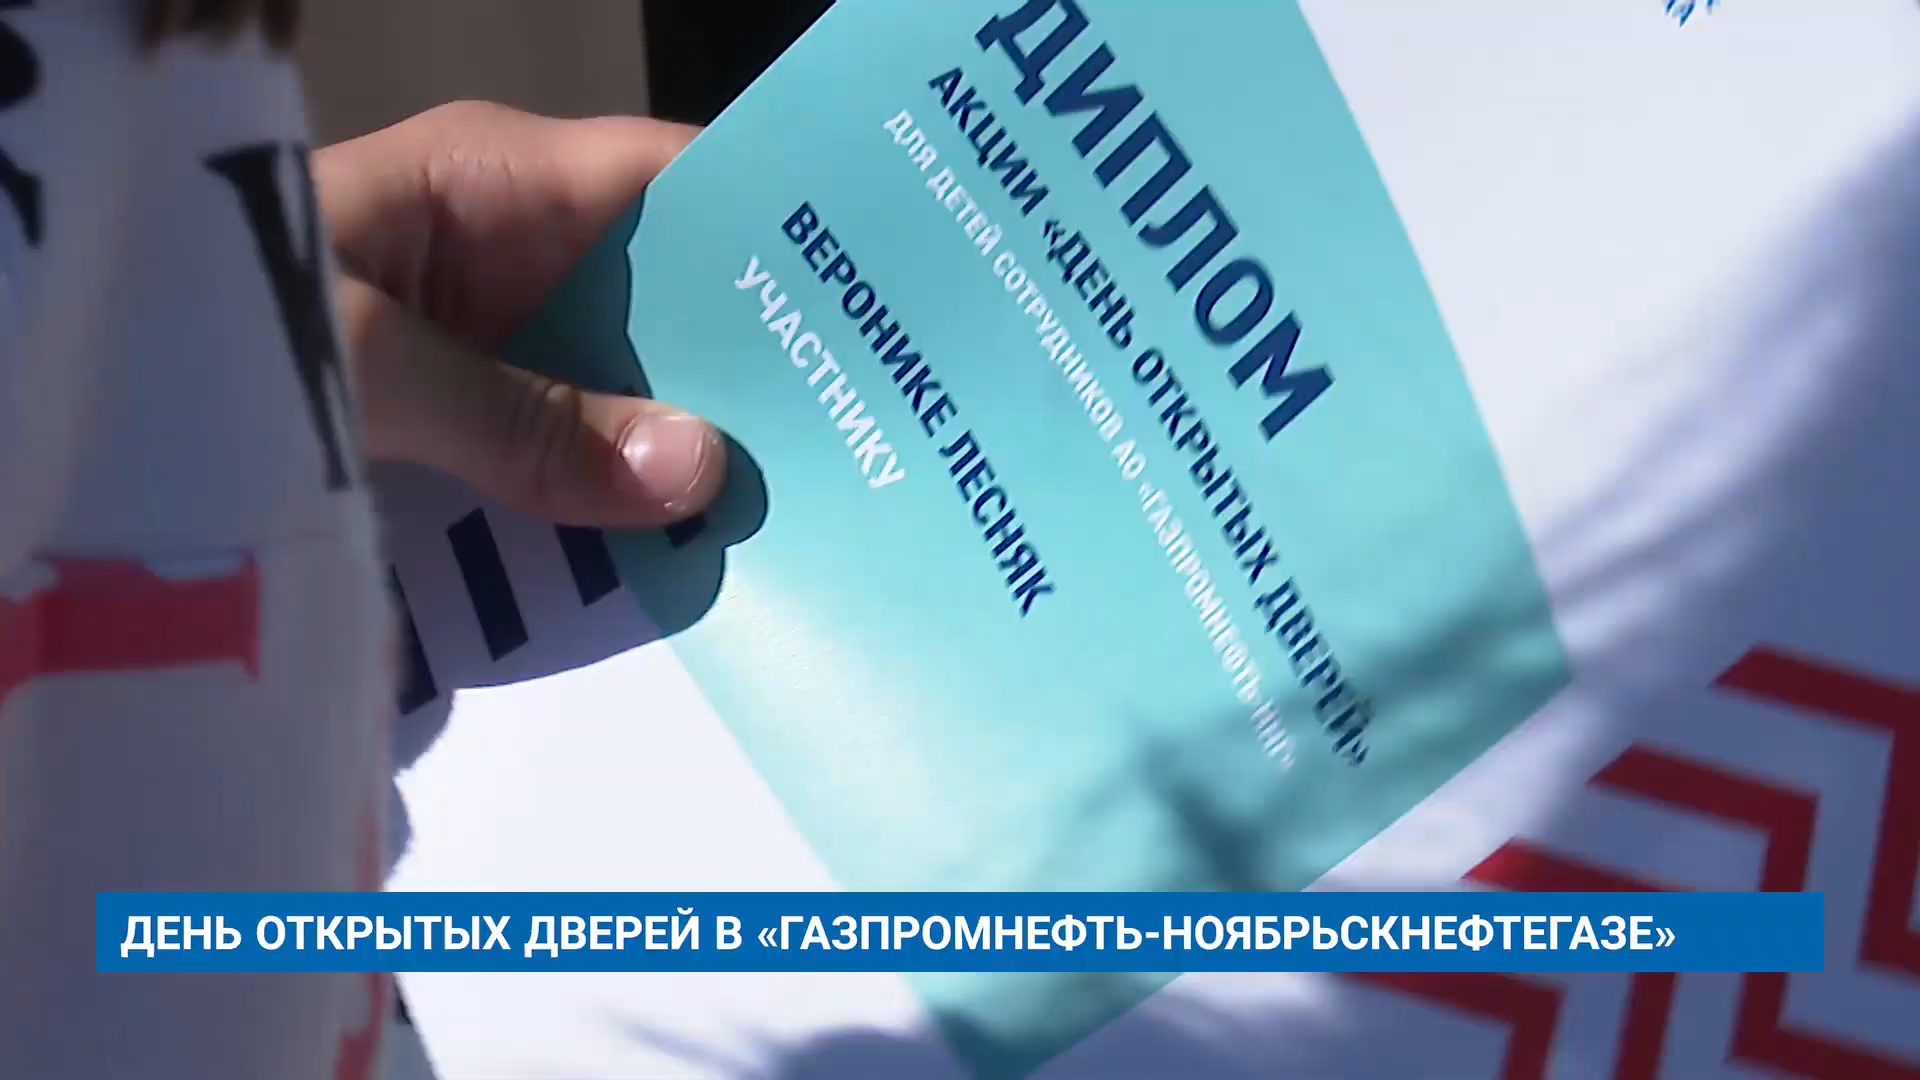 ДИПЛОМ
АКЦИИ «ДЕНЬ ОТКРЫТЫХ ДВЕРЕЙ»
ДЛЯ ДЕТЕЙ СОТРУДНИКОВ АО «ГАЗПРОМНЕФТЬ-ННГ»
ВЕРОНИКЕ ЛЕСНЯК
УЧАСТНИКУ
ДЕНЬ ОТКРЫТЫХ ДВЕРЕЙ В «ГАЗПРОМНЕФТЬ-НОЯБРЬСКНЕФТЕГАЗЕ»